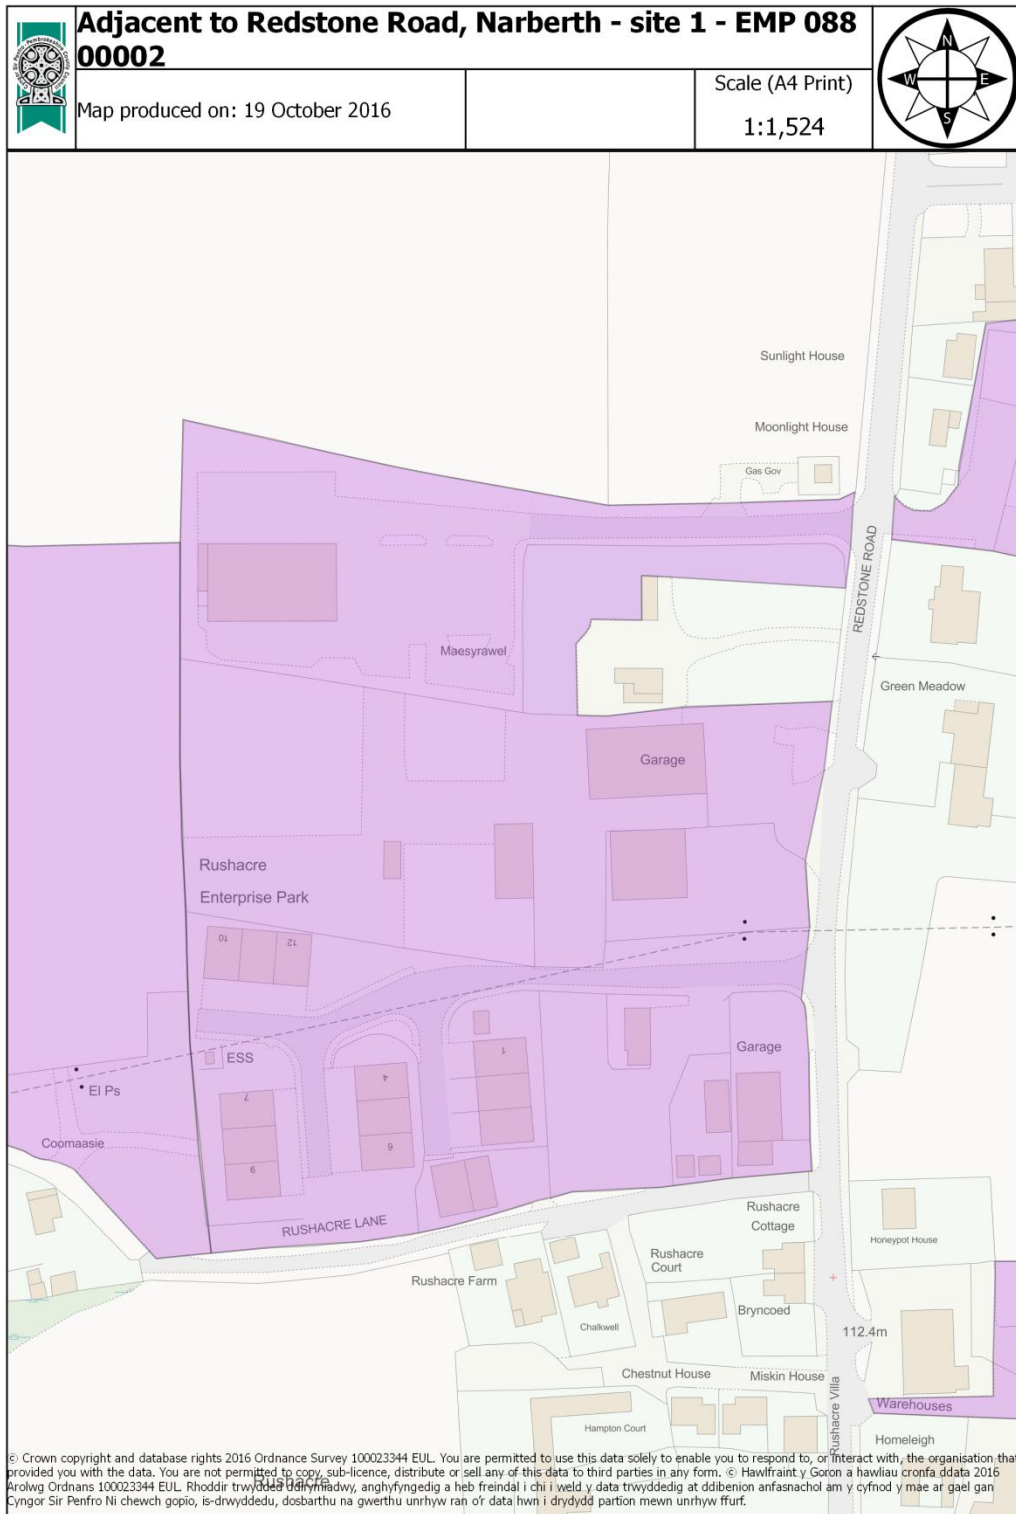 Adjacent to Redstone Road, Narberth - site 1 - EMP 088
00002
Map produced on: 19 October 2016
Scale (A4 Print)
1:1,524
N
W
E
S
Sunlight House
Moonlight House
Gas Gov
REDSTONE ROAD
Maesyrawel
Green Meadow
Garage
Rushacre
Enterprise Park
10
12
ESS
1
Garage
El Ps
7
4
Coomaasie
9
6
RUSHACRE LANE
Rushacre
Cottage
Honeypot House
Rushacre
Court
Rushacre Farm
Bryncoed
Chalkwell
112.4m
Chestnut House
Miskin House
Rushacre Villa
Warehouses
Hampton Court
Homeleigh
Rushacre
© Crown copyright and database rights 2016 Ordnance Survey 100023344 EUL. You are permitted to use this data solely to enable you to respond to, or interact with, the organisation that
provided you with the data. You are not permitted to copy, sub-licence, distribute or sell any of this data to third parties in any form. © Hawlfraint y Goron a hawliau cronfa ddata 2016
Arolwg Ordnans 100023344 EUL. Rhoddir trwydded ddirymiadwy, anghyfyngedig a heb freindal i chi i weld y data trwyddedig at ddibenion anfasnachol am y cyfnod y mae ar gael gan
Cyngor Sir Penfro Ni chewch gopïo, is-drwyddedu, dosbarthu na gwerthu unrhyw ran o'r data hwn i drydydd partïon mewn unrhyw ffurf.